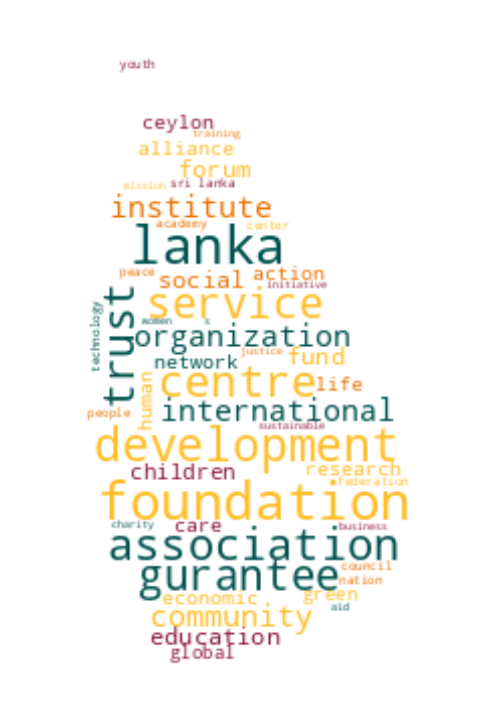 youth
ceylon
training
alliance
forum
mission sri lanka
institute
academy center
lanka
peace social action
initiative
service
technology
trust
women s
organization
justice fund
network
centre life
human
international
people
sustainable
development
children research
federation
foundation
charity care business
association
council
gurantee nation
economic green
aid
community
education
global